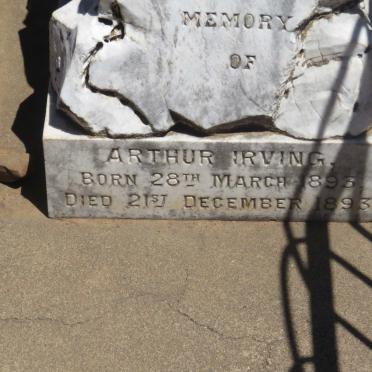 MEMORY
OF
ARTHUR IRVING.
BORN 28TH MARCH 1893.
DIED 21ST DECEMBER 1893